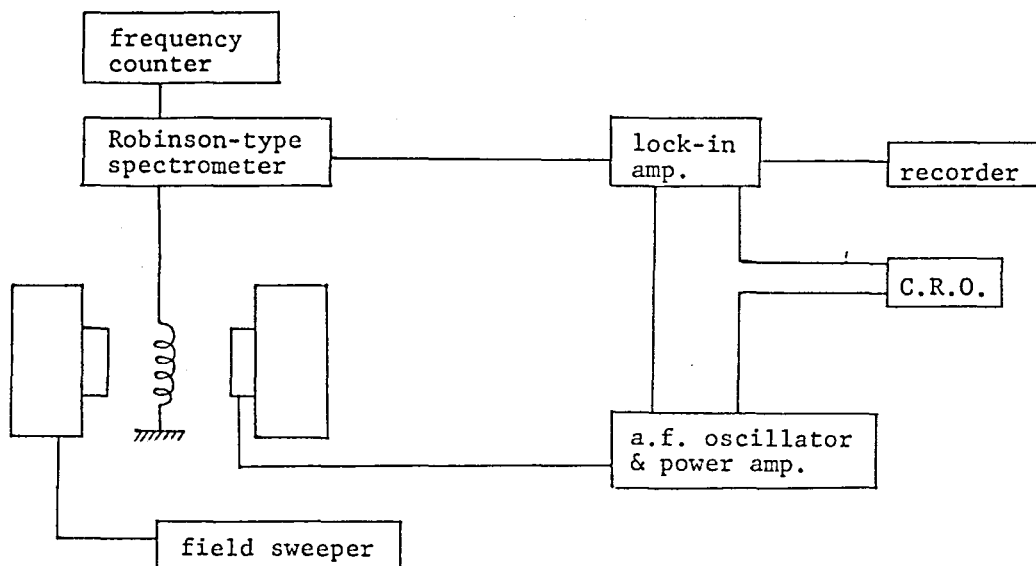 frequency
counter
Robinson-type
spectrometer
lock-in
amp.
recorder
C.R.O.
a.f. oscillator
& power amp.
field sweeper